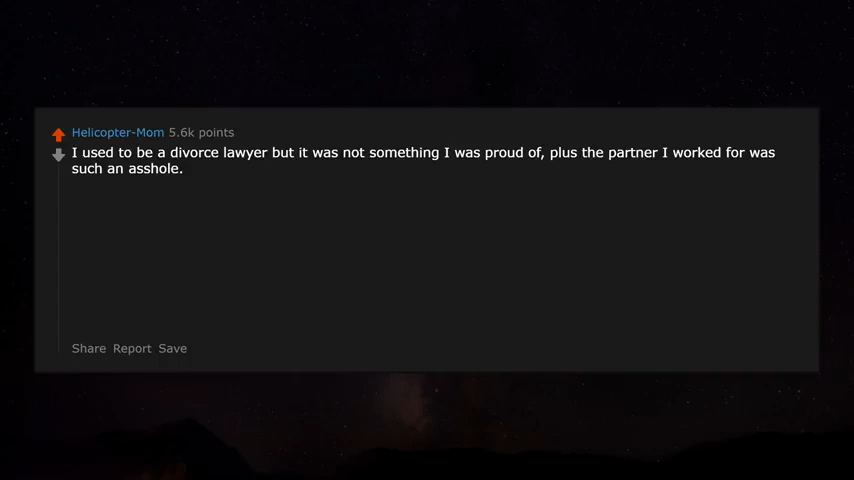 Helicopter-Mom 5.6k points
I used to be a divorce lawyer but it was not something I was proud of, plus the partner I worked for was
such an asshole.
Share Report Save